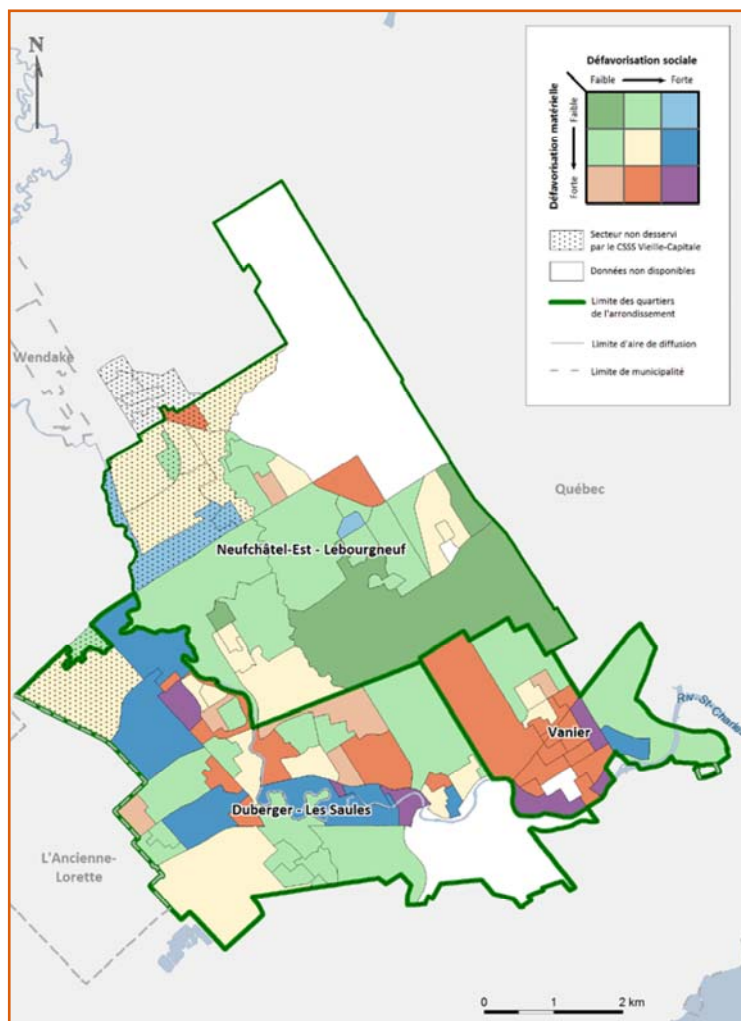 N
Défavorisation sociale
Faible
Forte
Défavorisation matérielle
Faible
Forte
Secteur non desservi
par le CSSS Vieille-Capitale
Données non disponibles
Limite des quartiers
de l'arrondissement
Limite d'aire de diffusion
Limite de municipalité
Wendake
Québec
Neufchâtel-Est - Lebourgneuf
Riv. St-Charles
Vanier
Duberger - Les Saules
L'Ancienne-
Lorette
0 1 2 km